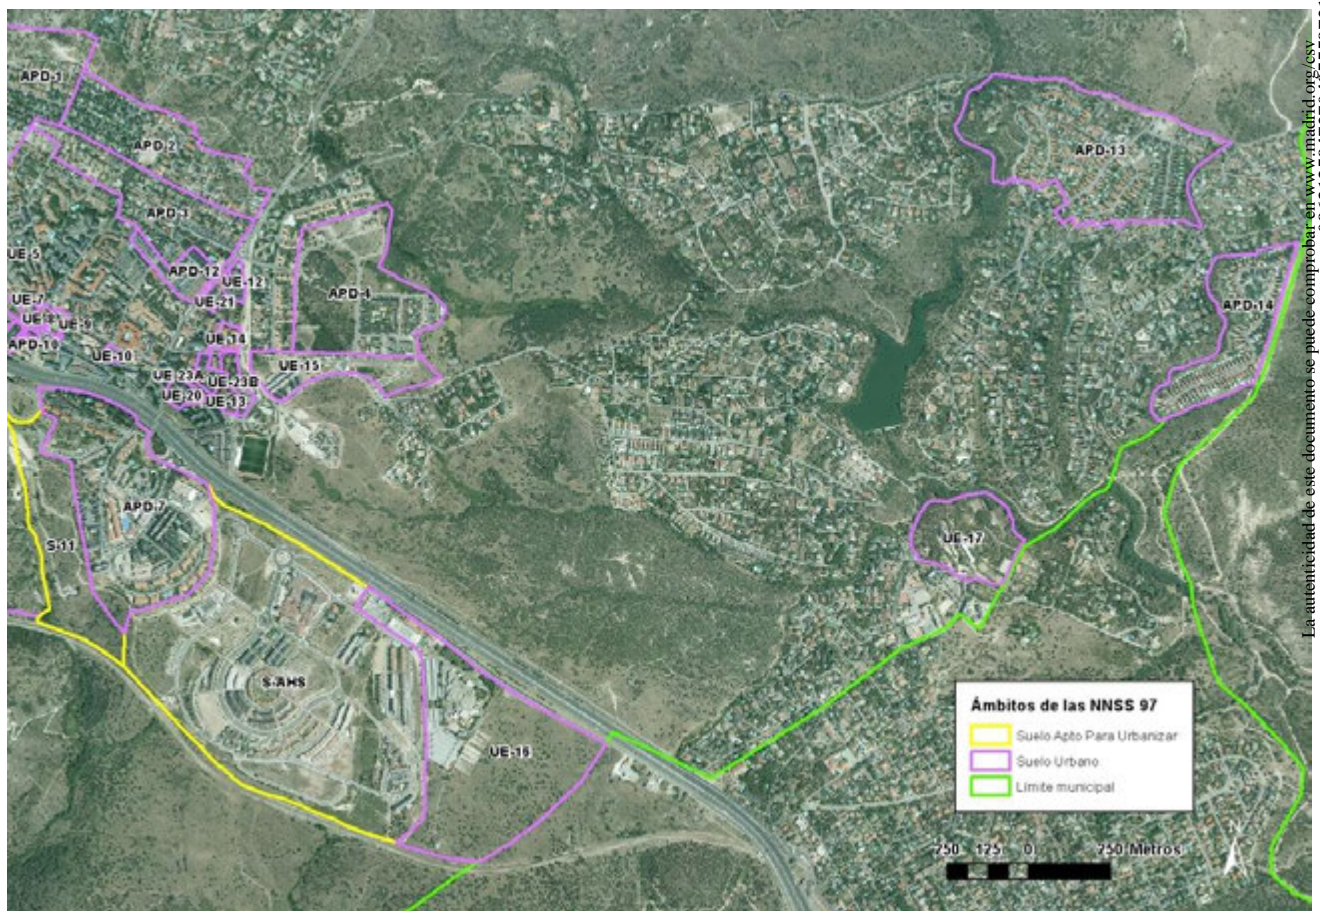 APD-1
APD-2
APD-3
UE-5
APD-12
UE-12
UE-7
UE-21
UE-9
APD-4
APD-10
UE-14
UE-10
UE-15
UE-23A
UE-23B
UE-20
UE-13
APD-13
APD-14
APD-7
S-11
UE-17
S-AHS
UE-16
Ámbitos de las NNSS 97
Suelo Apto Para Urbanizar
Suelo Urbano
Límite municipal
250 125 0 250 Metros
La autenticidad de este documento se puede comprobar en www.madrid.org/csv